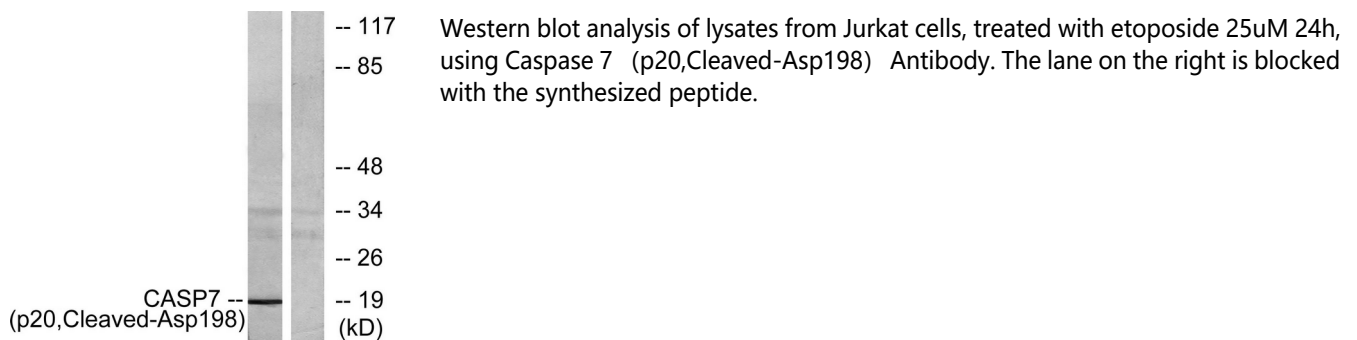 -- 117
-- 85
-- 48
-- 34
-- 26
-- 19
(kD)
CASP7 --
(p20,Cleaved-Asp198)
Western blot analysis of lysates from Jurkat cells, treated with etoposide 25uM 24h,
using Caspase 7 (p20,Cleaved-Asp198) Antibody. The lane on the right is blocked
with the synthesized peptide.